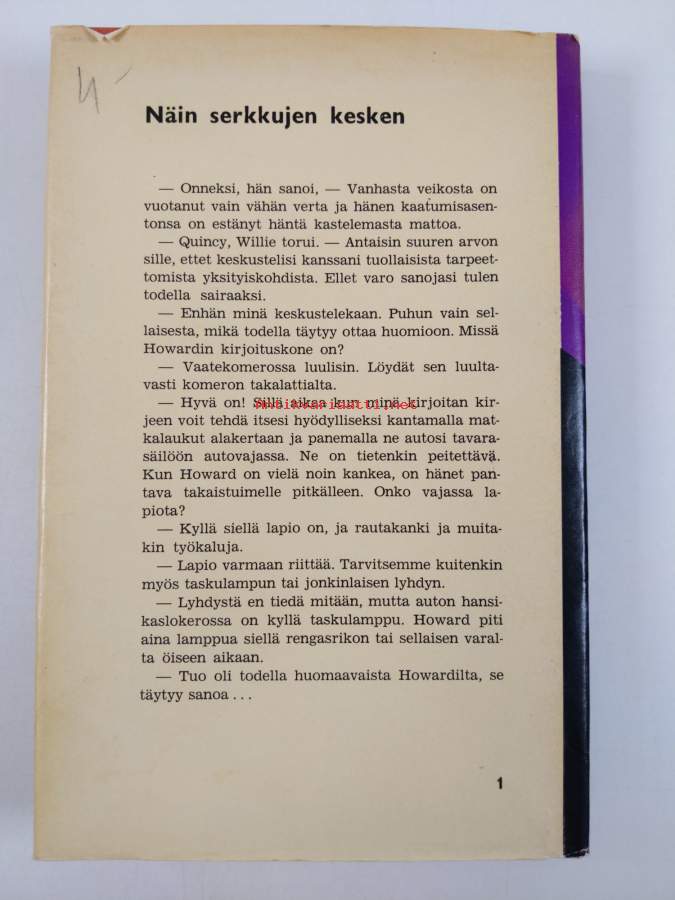 4-
Näin serkkujen kesken
— Onneksi, hän sanoi, — Vanhasta veikosta on
vuotanut vain vähän verta ja hänen kaatumisasen-
tonsa on estänyt häntä kastelemasta mattoa.
— Quincy, Willie torui. — Antaisin suuren arvon
sille, ettet keskustelisi kanssani tuollaisista tarpeet-
tomista yksityiskohdista. Ellet varo sanojasi tulen
todella sairaaksi.
— Enhän minä keskustelekaan. Puhun vain sel-
laisesta, mikä todella täytyy ottaa huomioon. Missä
Howardin kirjoituskone on?
— Vaatekomerossa luulisin. Löydät sen luulta-
vasti komeron takalattialta.
— Hyvä on! Sillä aikaa kun minä kirjoitan kir-
jeen voit tehdä itsesi hyödylliseksi kantamalla mat-
kalaukut alakertaan ja panemalla ne autosi tavara-
säilöön autovajassa. Ne on tietenkin peitettävä.
Kun Howard on vielä noin kankea, on hänet pan-
tava takaistuimelle pitkälleen. Onko vajassa la-
piota?
— Kyllä siellä lapio on, ja rautakanki ja muita-
kin työkaluja.
— Lapio varmaan riittää. Tarvitsemme kuitenkin
myös taskulampun tai jonkinlaisen lyhdyn.
— Lyhdystä en tiedä mitään, mutta auton hansi-
kaslokerossa on kyllä taskulamppu. Howard piti
aina lamppua siellä rengasrikon tai sellaisen varal-
ta öiseen aikaan.
— Tuo oli todella huomaavaista Howardilta, se
täytyy sanoa . . .
1
Antikvariaatti.net